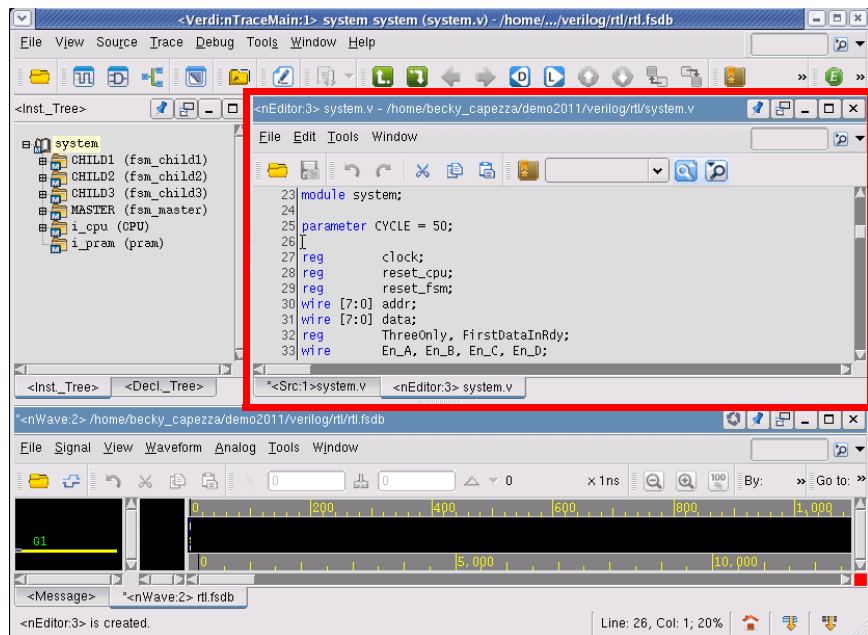 <Verdi:nTraceMain:1> system system (system.v) - /home/.../verilog/rtl/rtl.fsdb
File View Source Trace Debug Tools Window Help
<Inst._Tree>
system
CHILD1 (fsm_child1)
CHILD2 (fsm_child2)
CHILD3 (fsm_child3)
MASTER (fsm_master)
i_cpu (CPU)
i_pram (pram)
<Inst._Tree> <Decl._Tree>
<nEditor:3> system.v - /home/becky_capezza/demo2011/verilog/rtl/system.v
File Edit Tools Window
23 module system;
24
25 parameter CYCLE = 50;
26
27 reg clock;
28 reg reset_cpu;
29 reg reset_fsm;
30 wire [7:0] addr;
31 wire [7:0] data;
32 reg ThreeOnly, FirstDataInRdy;
33 wire En_A, En_B, En_C, En_D;
*<Src:1>system.v <nEditor:3> system.v
*<nWave:2> /home/becky_capezza/demo2011/verilog/rtl/rtl.fsdb
File Signal View Waveform Analog Tools Window
0 0 0 x 1ns 100 % By: » Go to: »
0 200 400 600 800 1,000
G1
0 5,000 10,000
<Message> *<nWave:2> rtl.fsdb
<nEditor:3> is created. Line: 26, Col: 1; 20%